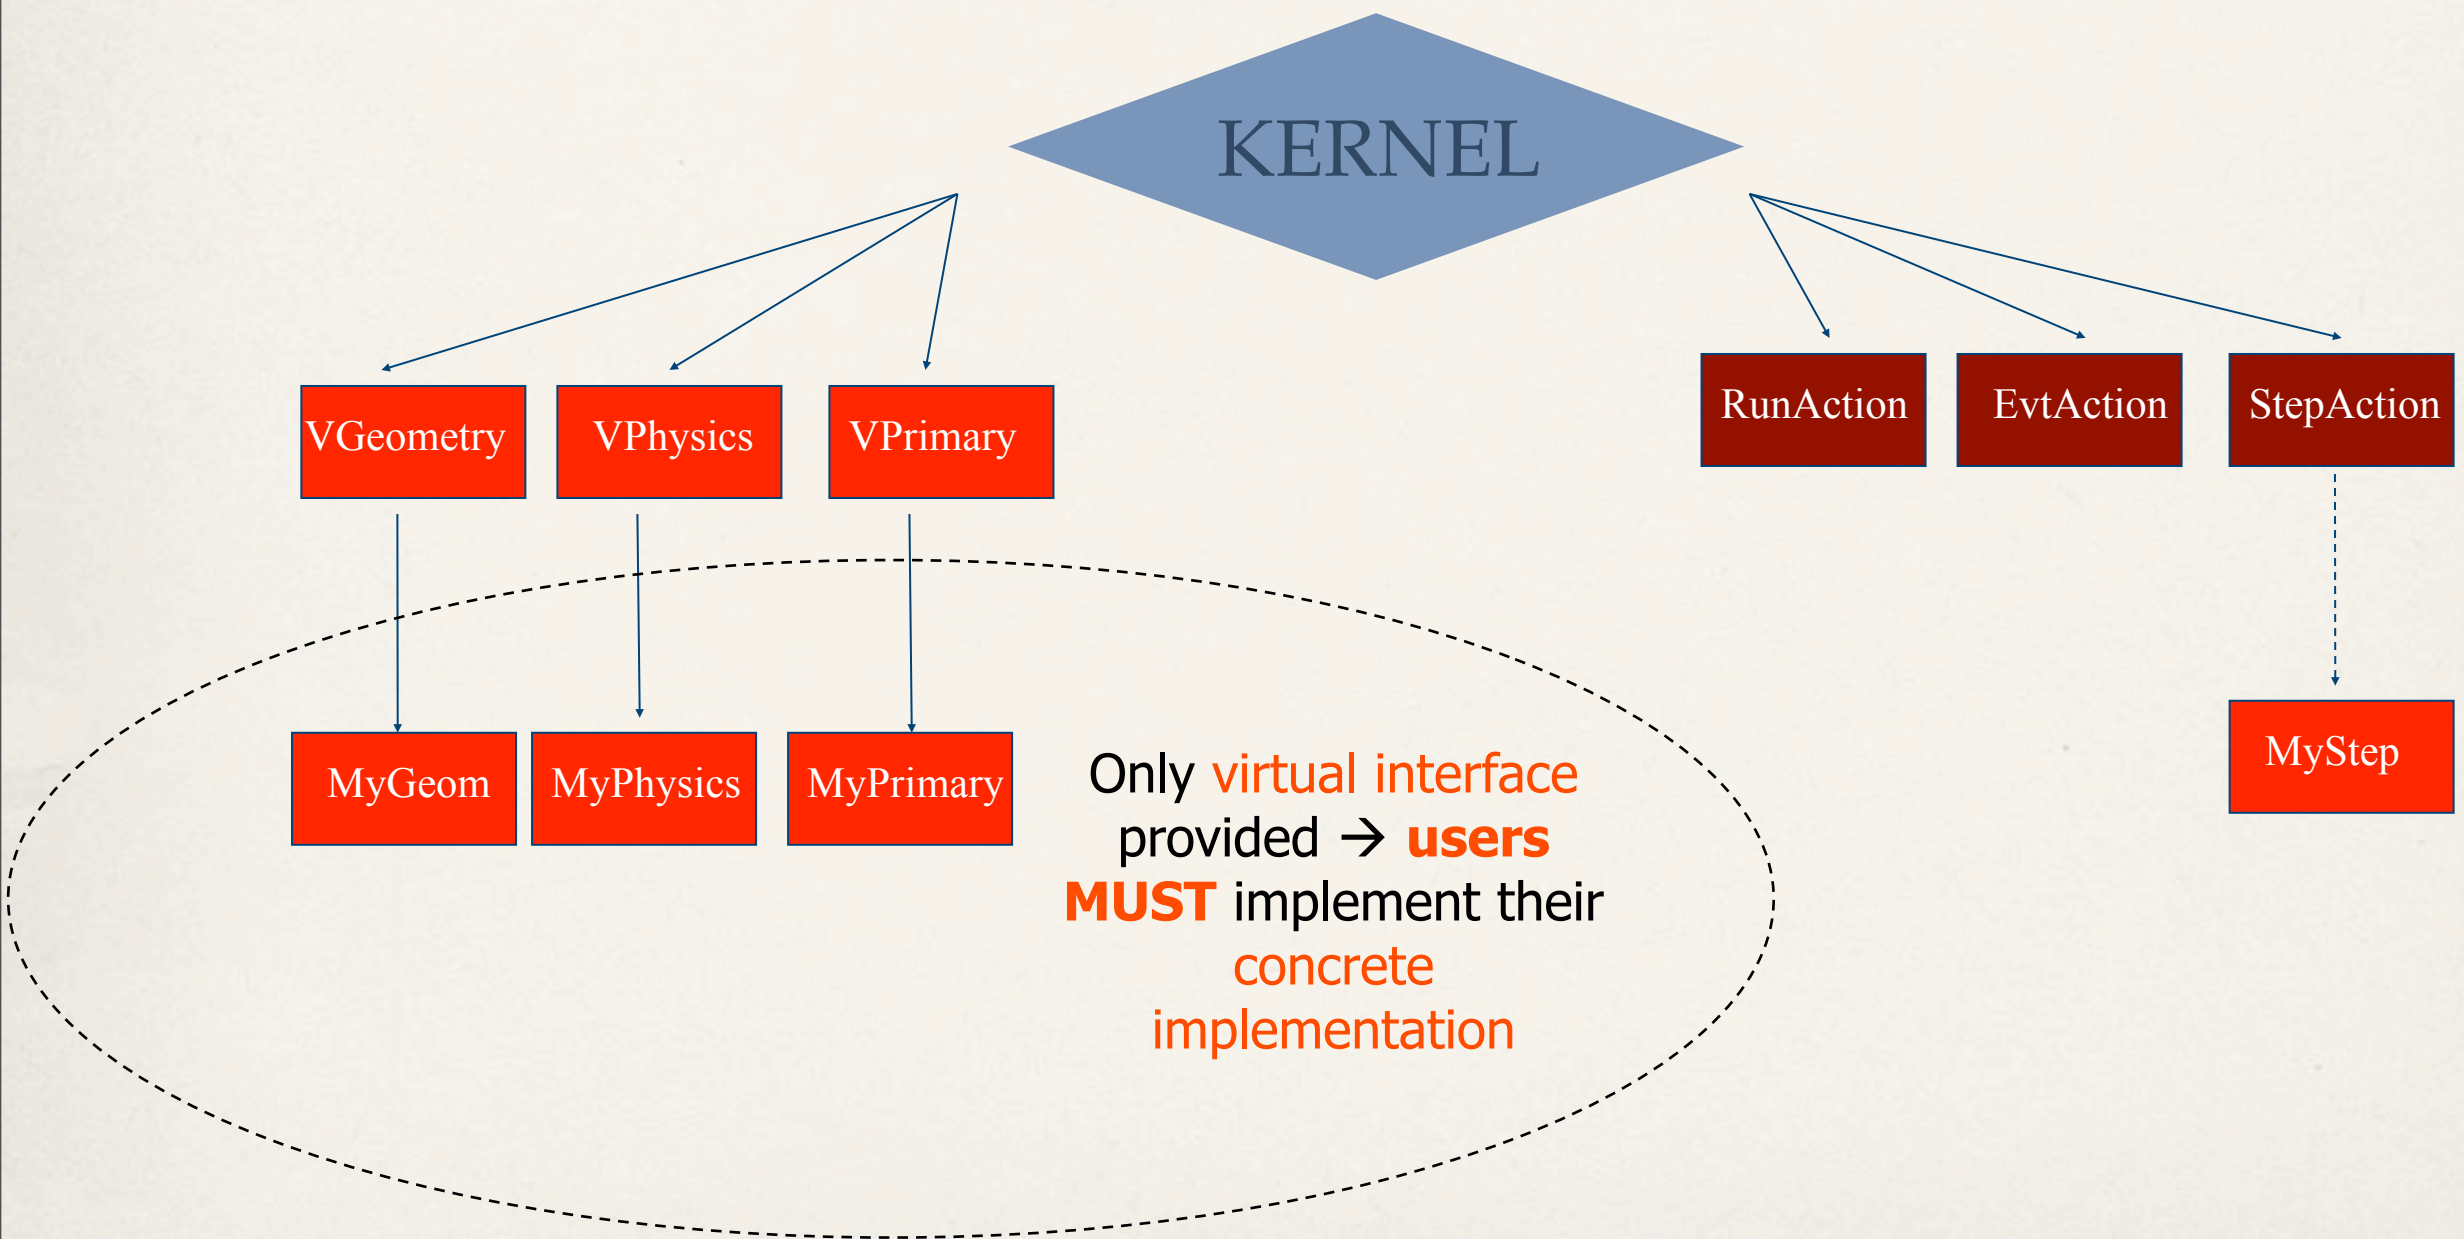 KERNEL
VGeometry
VPhysics
VPrimary
RunAction
EvtAction
StepAction
MyGeom
MyPhysics
MyPrimary
MyStep
Only virtual interface
provided → users
MUST implement their
concrete
implementation